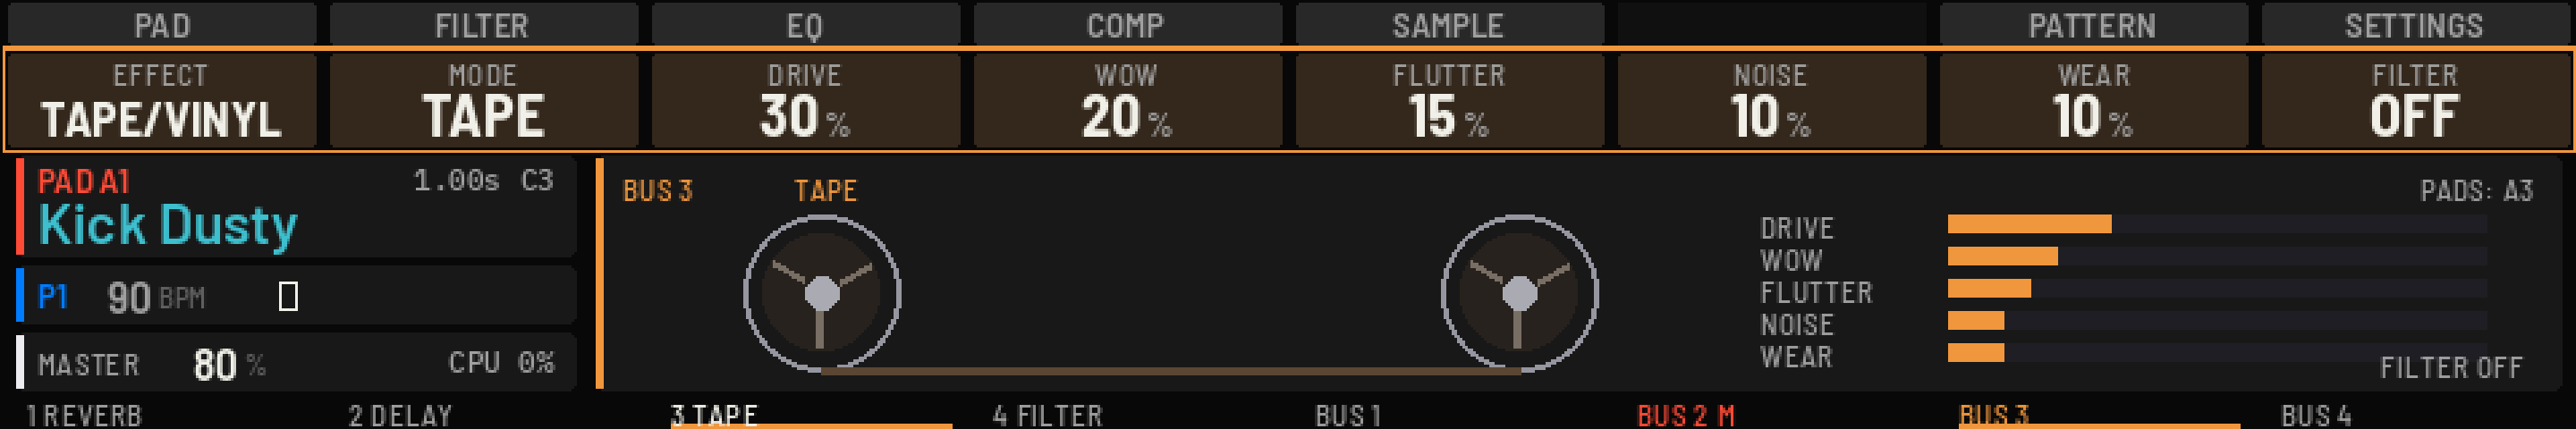 PAD FILTER EQ COMP SAMPLE PATTERN SETTINGS
EFFECT MODE DRIVE WOW FLUTTER NOISE WEAR FILTER
TAPE/VINYL TAPE 30 % 20 % 15 % 10 % 10 % OFF
PAD A1 1.00s C3
Kick Dusty
P1 90 BPM
MASTER 80 % CPU 0%
BUS 3 TAPE PADS: A3
DRIVE
WOW
FLUTTER
NOISE
WEAR
FILTER OFF
1 REVERB 2 DELAY 3 TAPE 4 FILTER BUS 1 BUS 2 M BUS 3 BUS 4